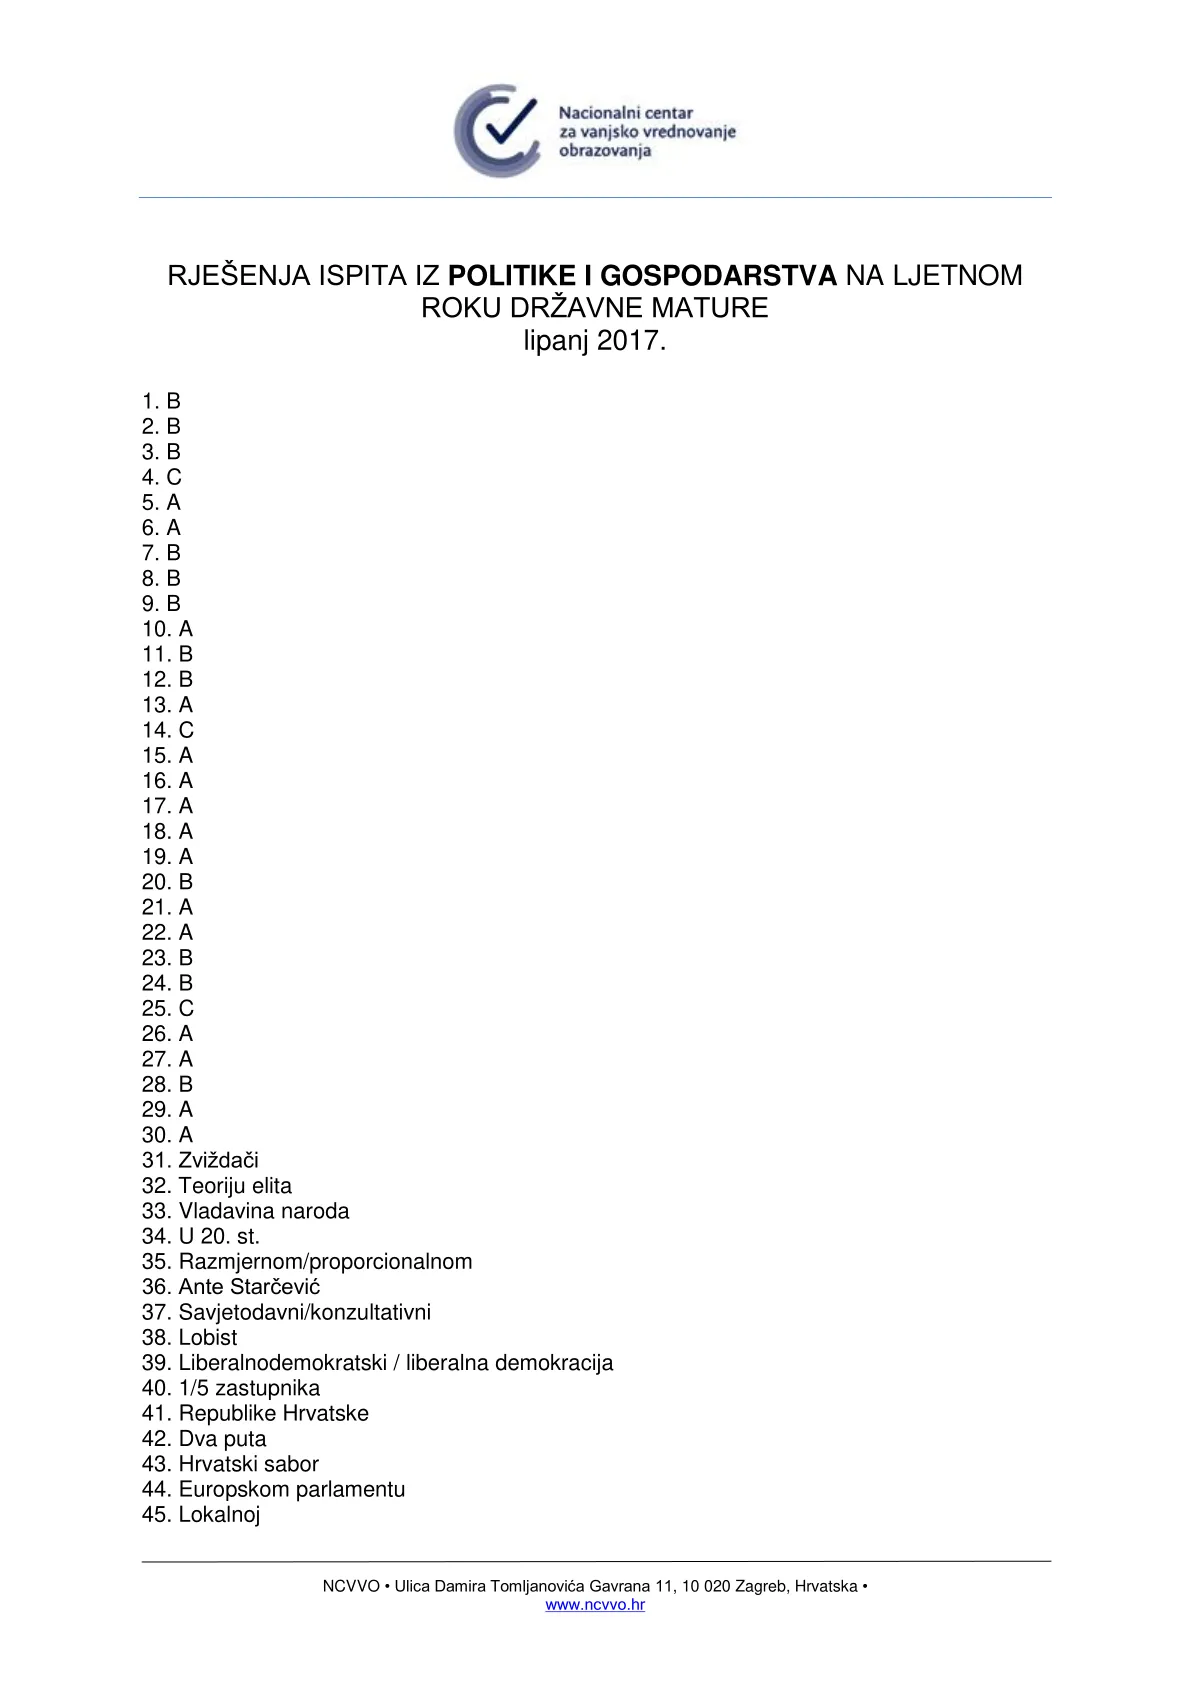 Nacionalni centar
za vanjsko vrednovanje
obrazovanja
RJEŠENJA ISPITA IZ POLITIKE I GOSPODARSTVA NA LJETNOM
ROKU DRŽAVNE MATURE
lipanj 2017.
1. B
2. B
3. B
4. C
5. A
6. A
7. B
8. B
9. B
10. A
11. B
12. B
13. A
14. C
15. A
16. A
17. A
18. A
19. A
20. B
21. A
22. A
23. B
24. B
25. C
26. A
27. A
28. B
29. A
30. A
31. Zviždači
32. Teoriju elita
33. Vladavina naroda
34. U 20. st.
35. Razmjernom/proporcionalnom
36. Ante Starčević
37. Savjetodavni/konzultativni
38. Lobist
39. Liberalnodemokratski / liberalna demokracija
40. 1/5 zastupnika
41. Republike Hrvatske
42. Dva puta
43. Hrvatski sabor
44. Europskom parlamentu
45. Lokalnoj
NCVVO • Ulica Damira Tomljanovića Gavrana 11, 10 020 Zagreb, Hrvatska •
www.ncvvo.hr